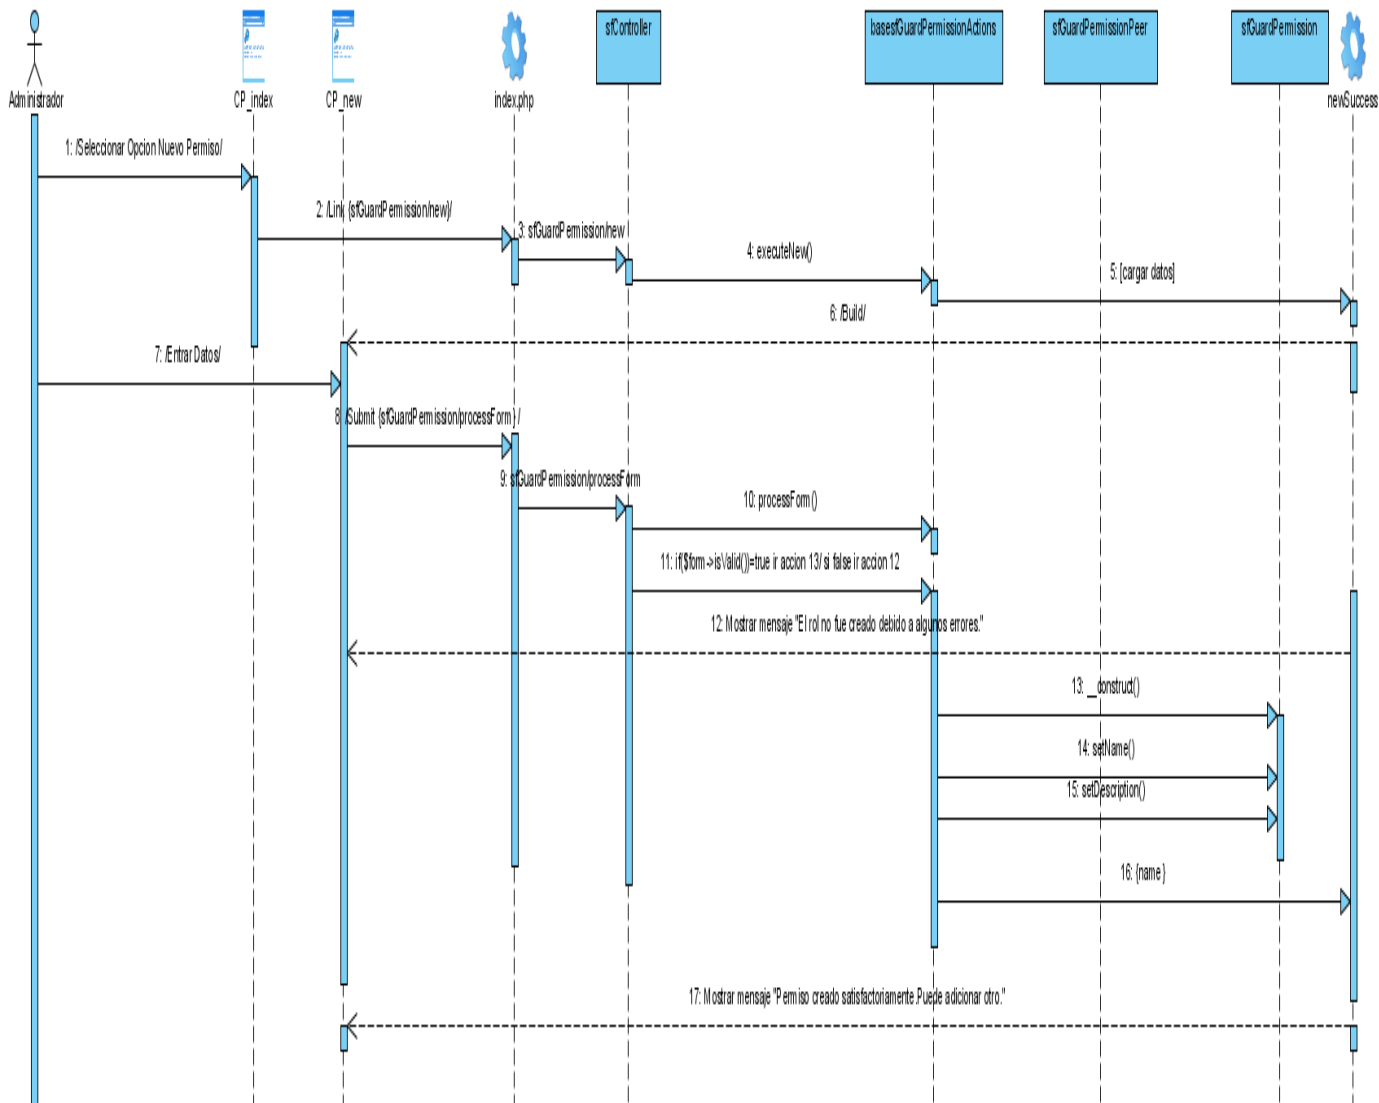 sfController
basesfGuardPermissionActions
sfGuardPermissionPeer
sfGuardPermission
Administrador
CP_index
CP_new
index.php
newSuccess
1: /Seleccionar Opcion Nuevo Permiso/
2: /Link (sfGuardPermission/new)/
3: sfGuardPermission/new
4: executeNew()
5: [cargar datos]
6: /Build/
7: /Entrar Datos/
8: /Submit (sfGuardPermission/processForm) /
9: sfGuardPermission/processForm
10: processForm()
11: if($form->isValid())=true ir accion 13/ si false ir accion 12
12: Mostrar mensaje "El rol no fue creado debido a algunos errores."
13: __construct()
14: setName()
15: setDescription()
16: {name}
17: Mostrar mensaje "Permiso creado satisfactoriamente.Puede adicionar otro."